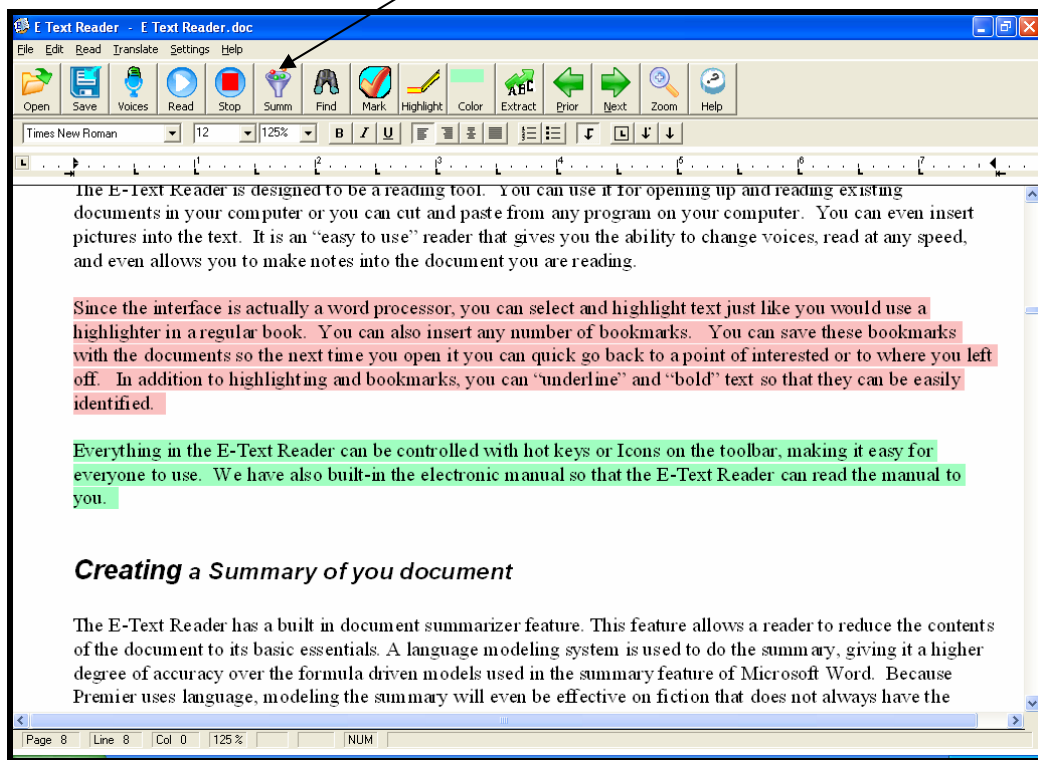 E Text Reader - E Text Reader.doc
File Edit Read Translate Settings Help
Open Save Voices Read Stop Summ Find Mark Highlight Color Extract Prior Next Zoom Help
Times New Roman 12 125% B I U
1 2 3 4 5 6 7
The E-Text Reader is designed to be a reading tool. You can use it for opening up and reading existing
documents in your computer or you can cut and paste from any program on your computer. You can even insert
pictures into the text. It is an “easy to use” reader that gives you the ability to change voices, read at any speed,
and even allows you to make notes into the document you are reading.
Since the interface is actually a word processor, you can select and highlight text just like you would use a
highlighter in a regular book. You can also insert any number of bookmarks. You can save these bookmarks
with the documents so the next time you open it you can quick go back to a point of interested or to where you left
off. In addition to highlighting and bookmarks, you can “underline” and “bold” text so that they can be easily
identified.
Everything in the E-Text Reader can be controlled with hot keys or Icons on the toolbar, making it easy for
everyone to use. We have also built-in the electronic manual so that the E-Text Reader can read the manual to
you.
Creating a Summary of you document
The E-Text Reader has a built in document summarizer feature. This feature allows a reader to reduce the contents
of the document to its basic essentials. A language modeling system is used to do the summary, giving it a higher
degree of accuracy over the formula driven models used in the summary feature of Microsoft Word. Because
Premier uses language, modeling the summary will even be effective on fiction that does not always have the
Page 8 Line 8 Col 0 125% NUM